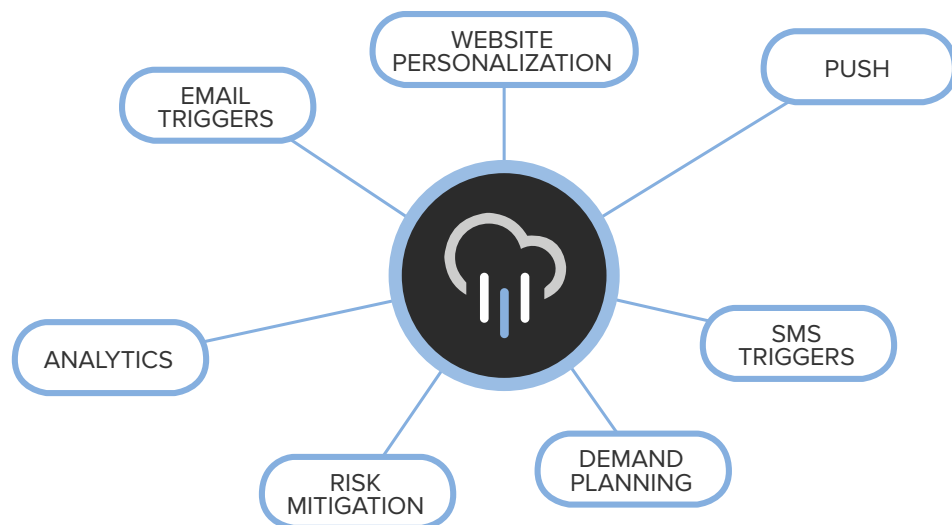 WEBSITE
PERSONALIZATION
PUSH
EMAIL
TRIGGERS
SMS
TRIGGERS
ANALYTICS
DEMAND
PLANNING
RISK
MITIGATION